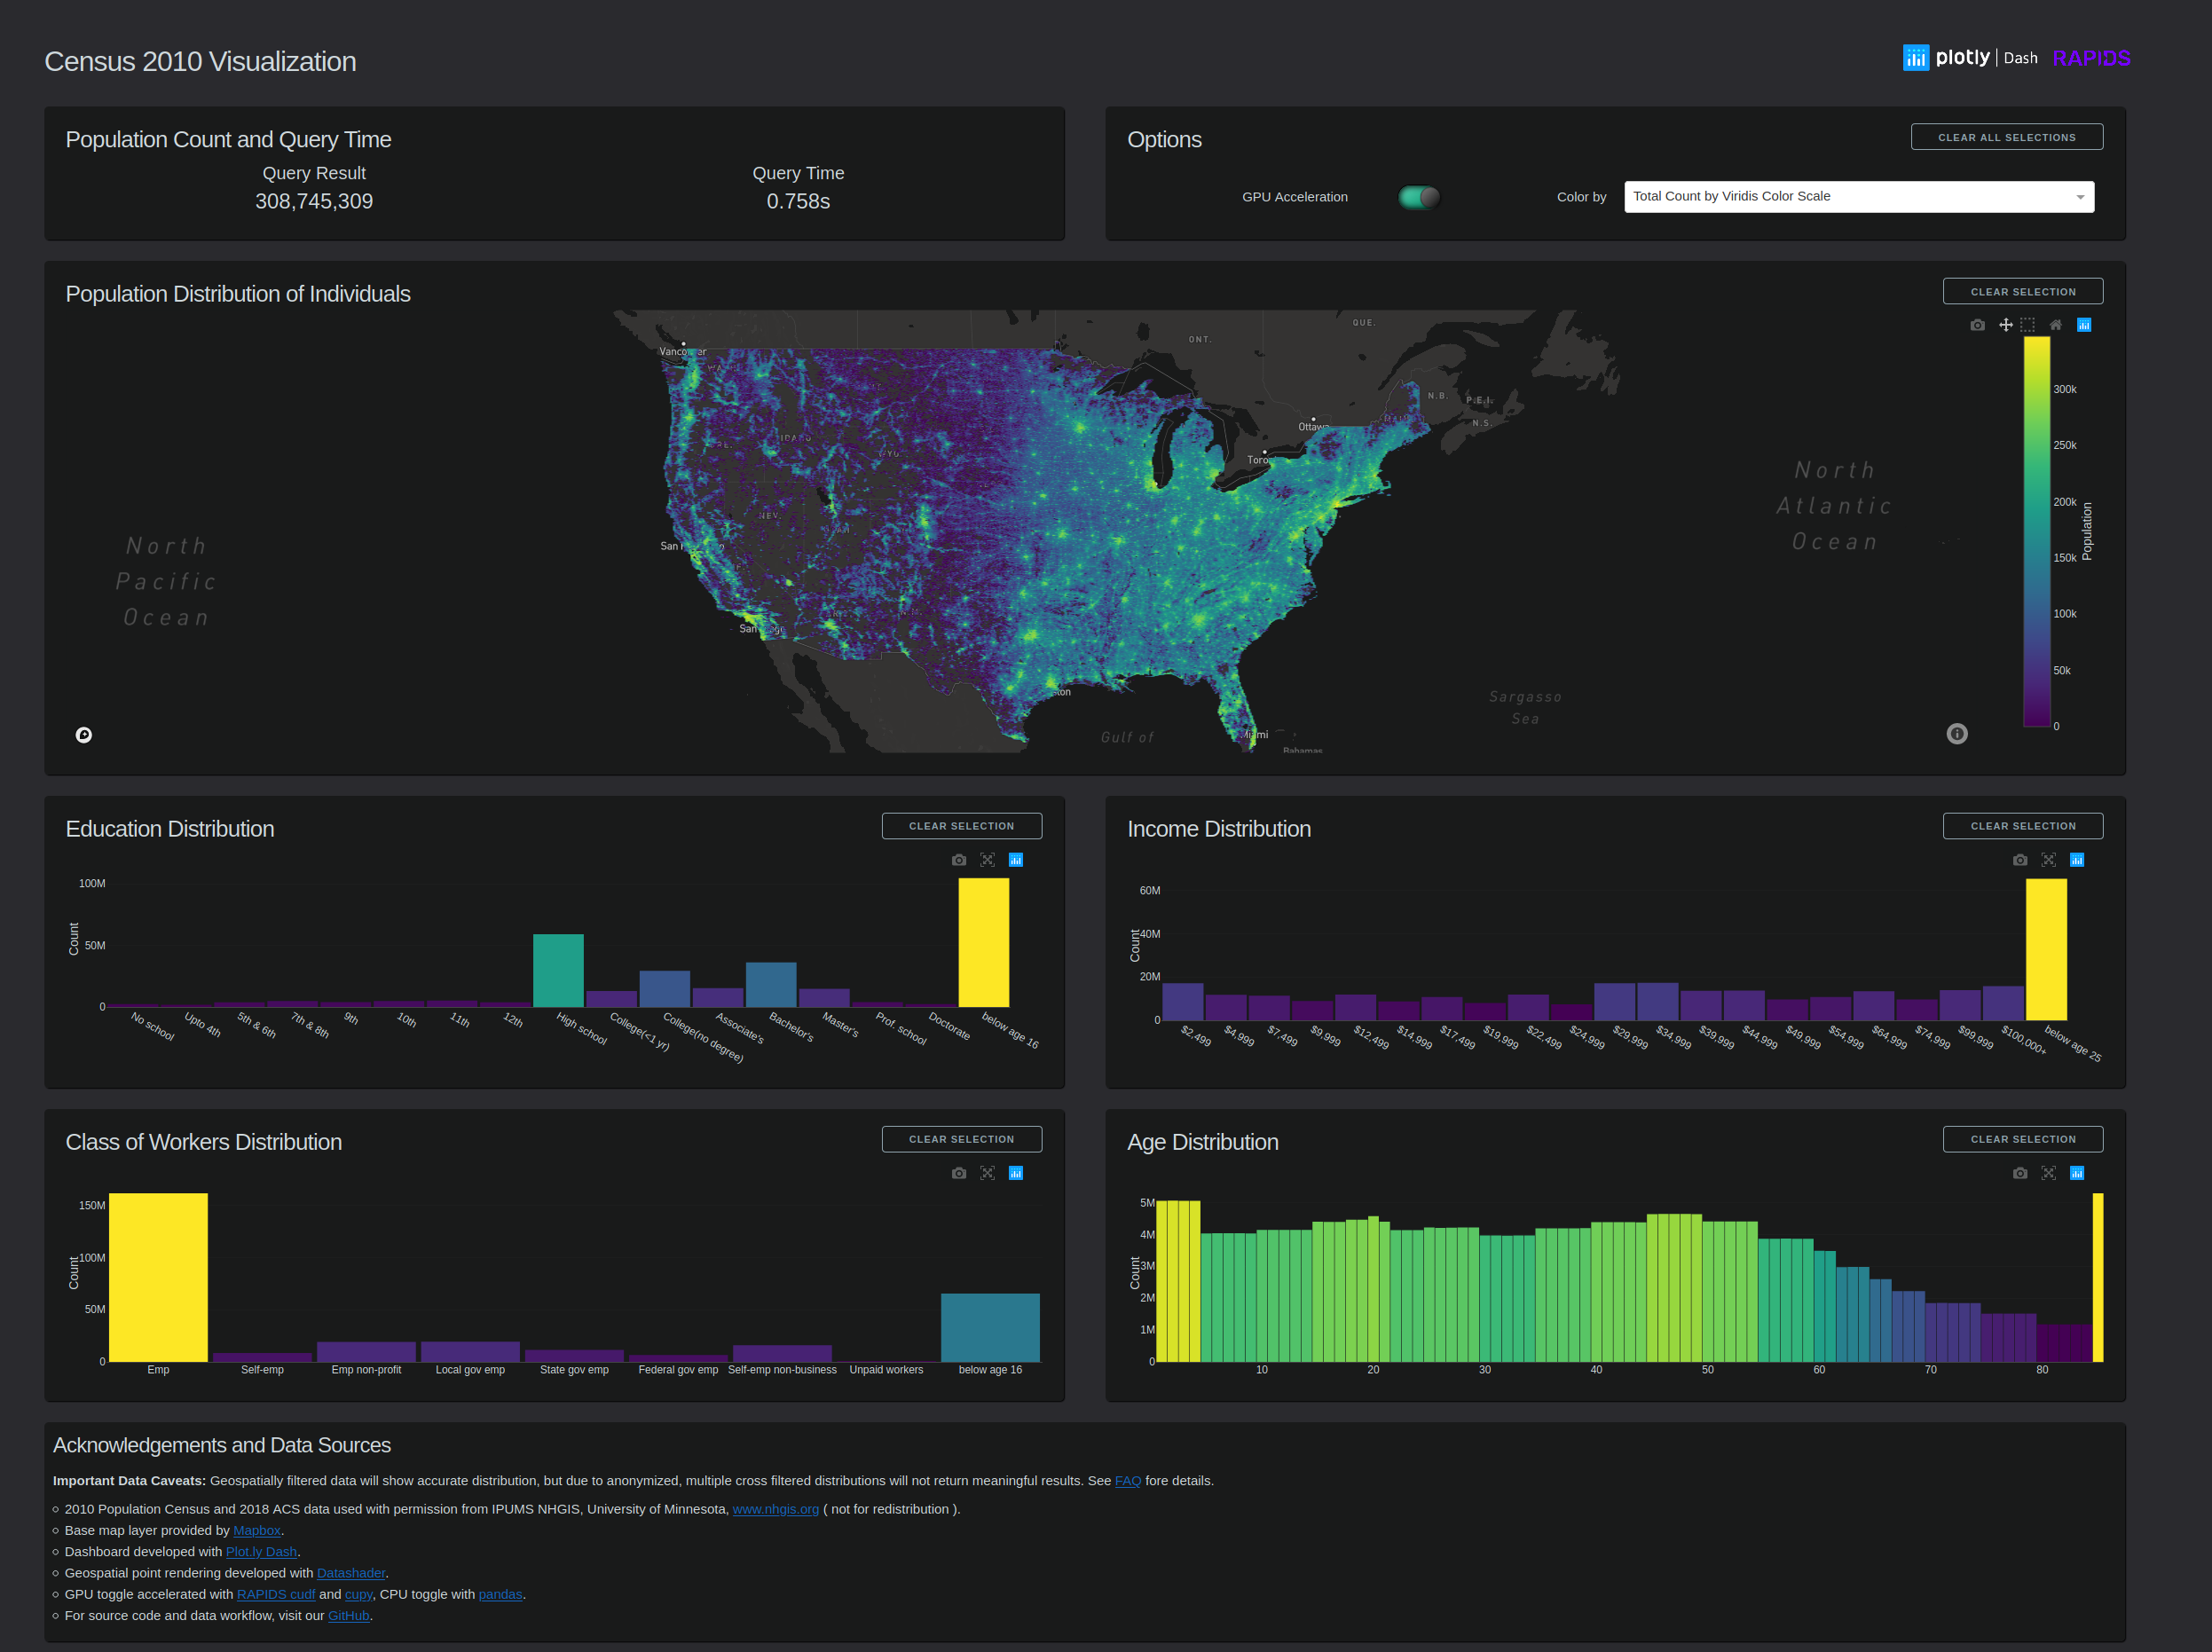 Census 2010 Visualization
plotly | Dash RAPIDS
Population Count and Query Time
Query Result
308,745,309
Query Time
0.758s
Options
CLEAR ALL SELECTIONS
GPU Acceleration
Color by
Total Count by Viridis Color Scale
Population Distribution of Individuals
CLEAR SELECTION
QUE.
ONT.
N.B.
P.E.I.
N.S.
Ottawa
IDAHO
NEV.
North
Pacific
Ocean
North
Atlantic
Ocean
Sargasso
Sea
Gulf of
Miami
Bahamas
300k
250k
200k
150k
100k
50k
0
Population
Education Distribution
CLEAR SELECTION
100M
50M
0
Count
No school
Upto 4th
5th & 6th
7th & 8th
9th
10th
11th
12th
High school
College(<1 yr)
College(no degree)
Associate's
Bachelor's
Master's
Prof. school
Doctorate
below age 16
Income Distribution
CLEAR SELECTION
60M
40M
20M
0
Count
$2,499
$4,999
$7,499
$9,999
$12,499
$14,999
$17,499
$19,999
$22,499
$24,999
$29,999
$34,999
$39,999
$44,999
$49,999
$54,999
$64,999
$74,999
$99,999
$100,000+
below age 25
Class of Workers Distribution
CLEAR SELECTION
150M
100M
50M
0
Count
Emp
Self-emp
Emp non-profit
Local gov emp
State gov emp
Federal gov emp
Self-emp non-business
Unpaid workers
below age 16
Age Distribution
CLEAR SELECTION
5M
4M
3M
2M
1M
0
Count
10
20
30
40
50
60
70
80
Acknowledgements and Data Sources
Important Data Caveats: Geospatially filtered data will show accurate distribution, but due to anonymized, multiple cross filtered distributions will not return meaningful results. See FAQ fore details.
2010 Population Census and 2018 ACS data used with permission from IPUMS NHGIS, University of Minnesota, www.nhgis.org ( not for redistribution ).
Base map layer provided by Mapbox.
Dashboard developed with Plot.ly Dash.
Geospatial point rendering developed with Datashader.
GPU toggle accelerated with RAPIDS cudf and cupy, CPU toggle with pandas.
For source code and data workflow, visit our GitHub.